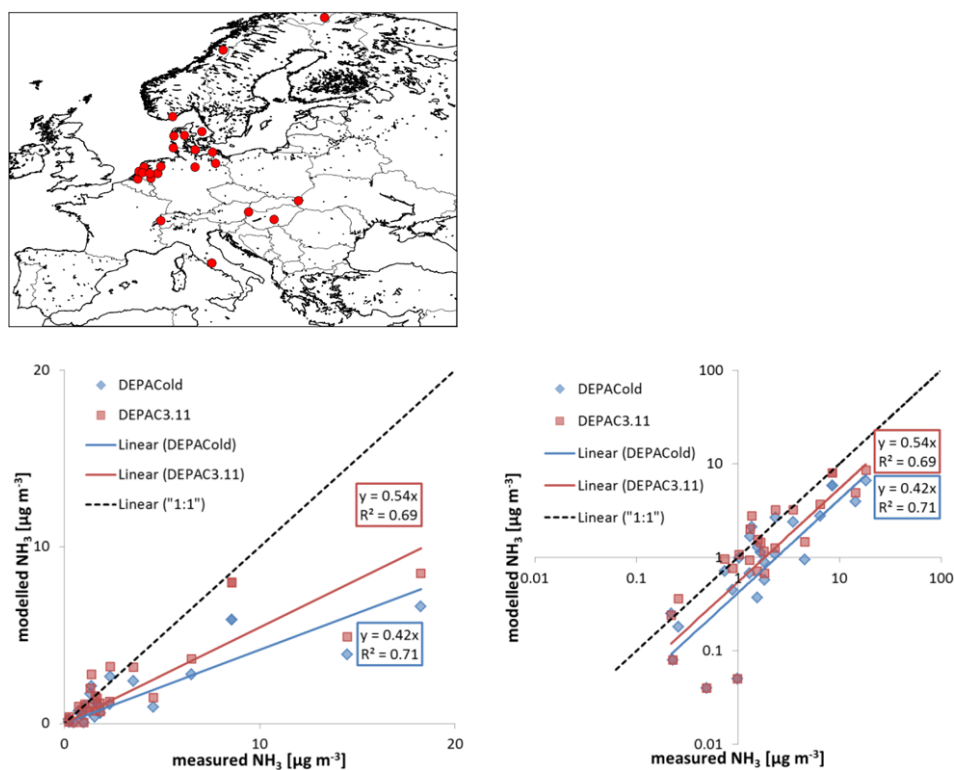 20
DEPACold
DEPAC3.11
Linear (DEPACold)
Linear (DEPAC3.11)
Linear ("1:1")
modelled NH3 [µg m-3]
10
0
y = 0.54x
R² = 0.69
y = 0.42x
R² = 0.71
0
10
20
measured NH3 [µg m-3]
100
DEPACold
DEPAC3.11
Linear (DEPACold)
Linear (DEPAC3.11)
Linear ("1:1")
modelled NH3 [µg m-3]
10
y = 0.54x
R² = 0.69
y = 0.42x
R² = 0.71
1
0.01
0.1
1
10
100
0.1
0.01
measured NH3 [µg m-3]